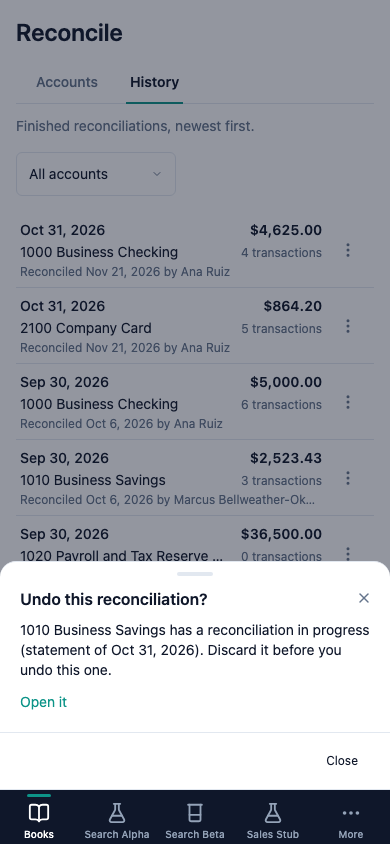 Reconcile
Accounts
History
Finished reconciliations, newest first.
All accounts
Oct 31, 2026
$4,625.00
1000 Business Checking
4 transactions
Reconciled Nov 21, 2026 by Ana Ruiz
Oct 31, 2026
$864.20
2100 Company Card
5 transactions
Reconciled Nov 21, 2026 by Ana Ruiz
Sep 30, 2026
$5,000.00
1000 Business Checking
6 transactions
Reconciled Oct 6, 2026 by Ana Ruiz
Sep 30, 2026
$2,523.43
1010 Business Savings
3 transactions
Reconciled Oct 6, 2026 by Marcus Bellweather-Ok...
Sep 30, 2026
$36,500.00
1020 Payroll and Tax Reserve ...
0 transactions
Undo this reconciliation?
1010 Business Savings has a reconciliation in progress
(statement of Oct 31, 2026). Discard it before you
undo this one.
Open it
Close
Books
Search Alpha
Search Beta
Sales Stub
More